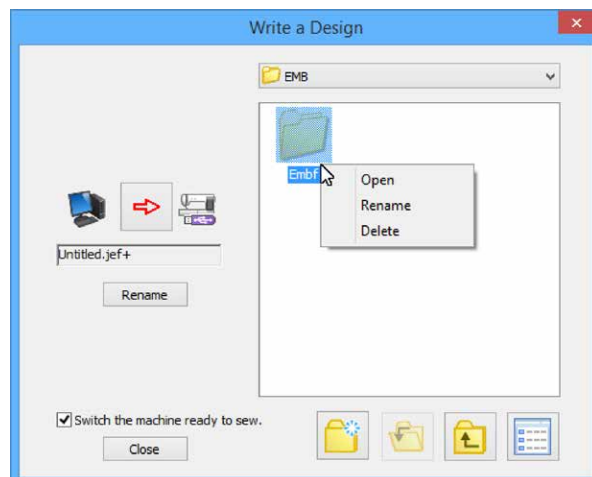 Write a Design
EMB
Embf
Open
Rename
Delete
Untitled.jef+
Rename
Switch the machine ready to sew.
Close